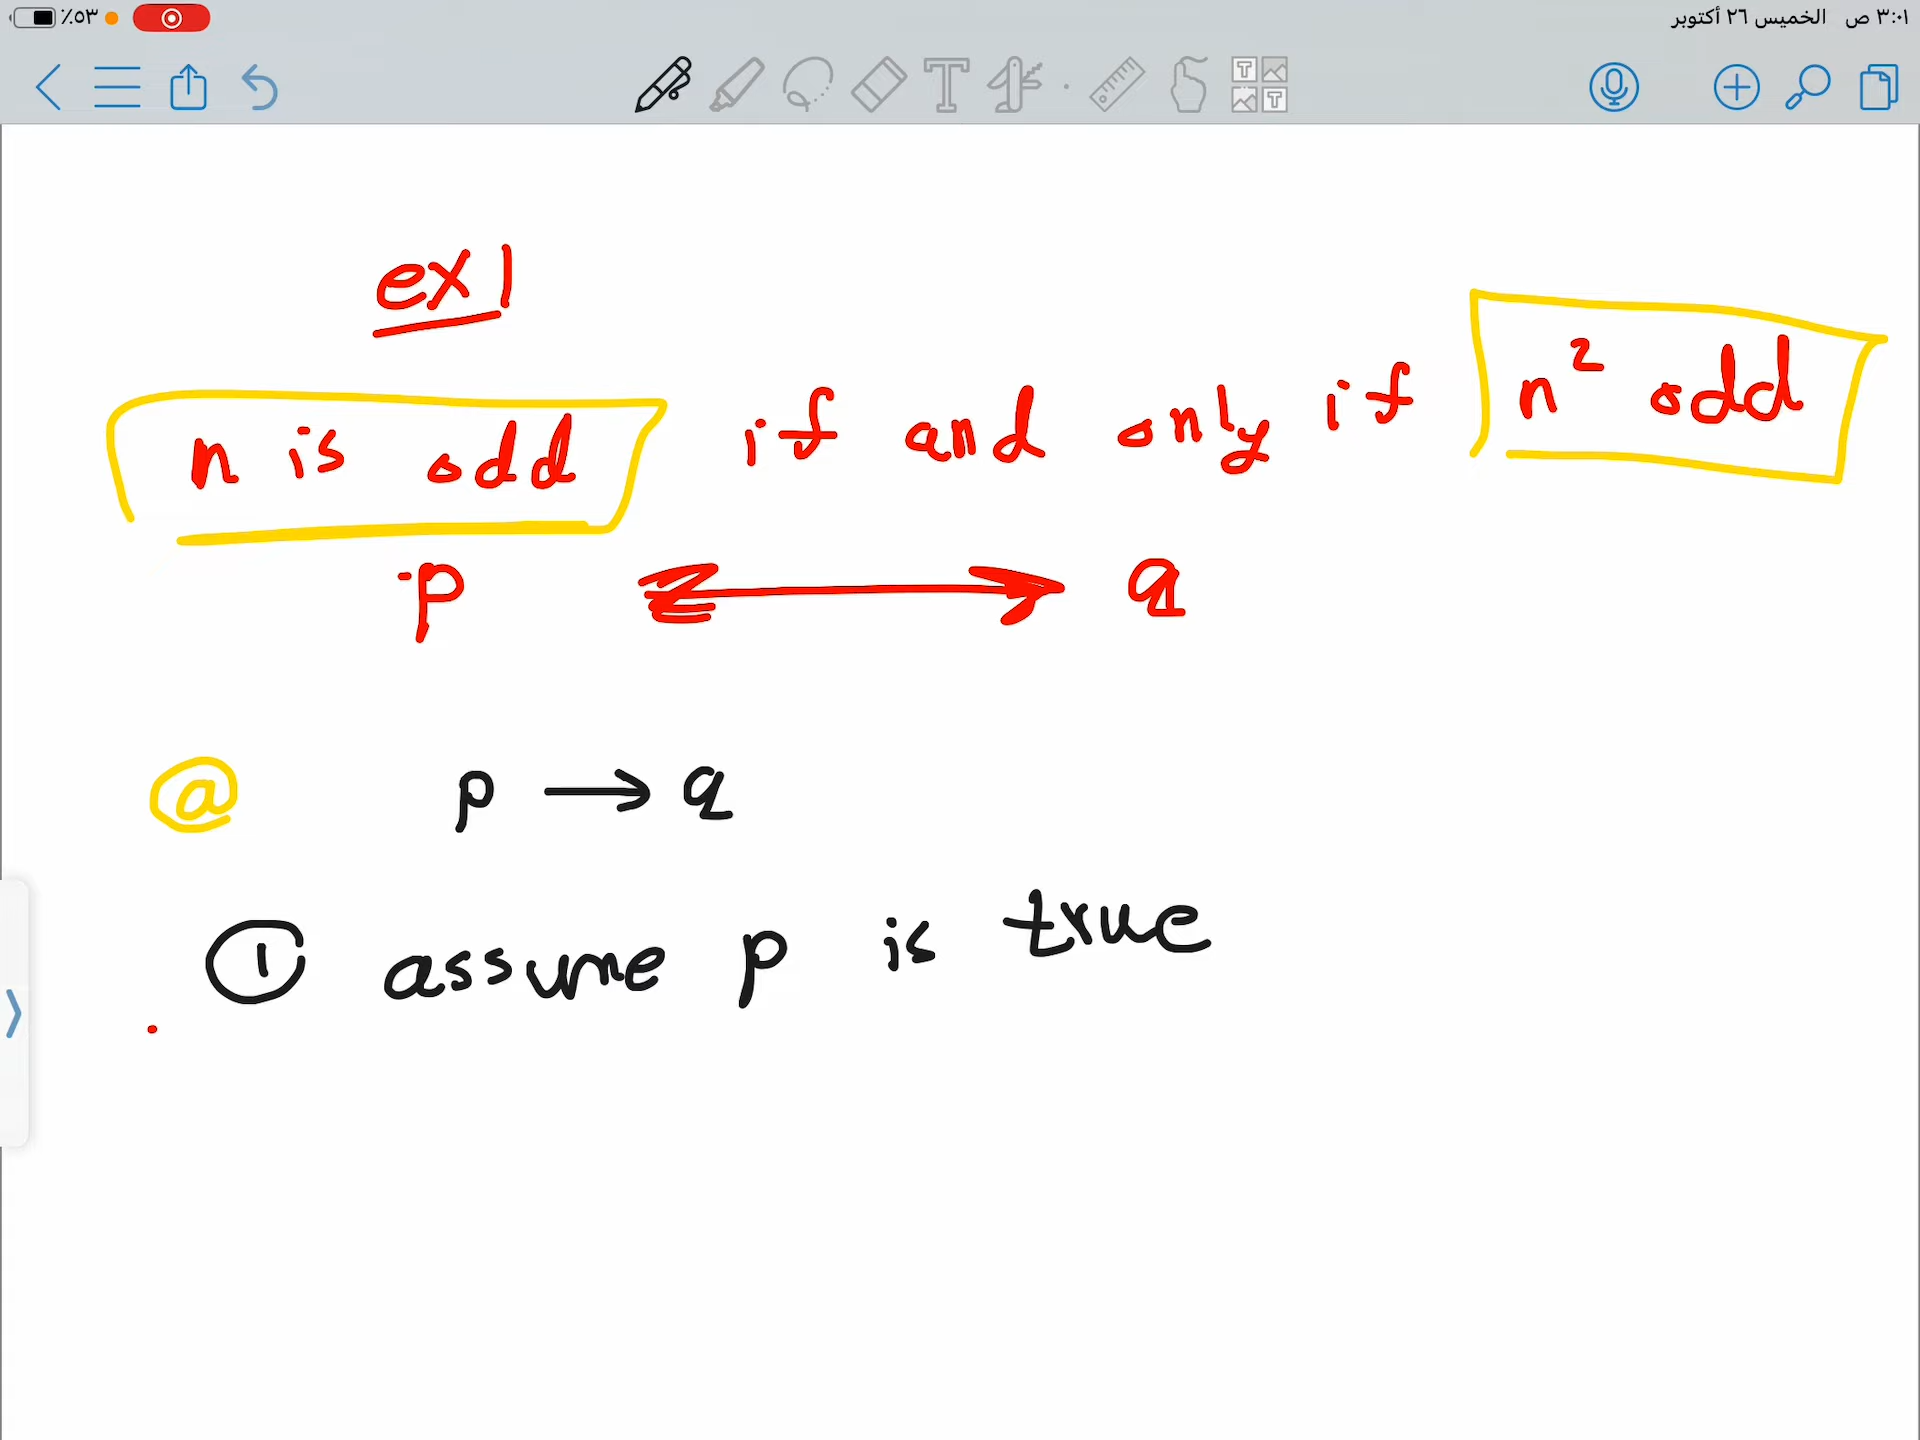 ٪٥٣
٣:٠١ ص الخميس ٢٦ أكتوبر
ex 1
n is odd if and only if n² odd
p ⟷ q
ⓐ p → q
① assume p is true